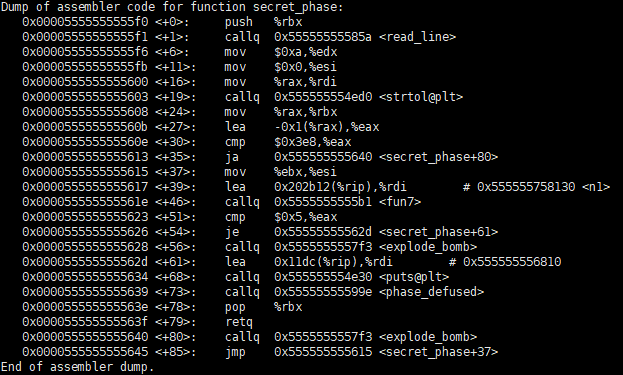 Dump of assembler code for function secret_phase:
   0x00005555555555f0 <+0>:	push   %rbx
   0x00005555555555f1 <+1>:	callq  0x55555555585a <read_line>
   0x00005555555555f6 <+6>:	mov    $0xa,%edx
   0x00005555555555fb <+11>:	mov    $0x0,%esi
   0x0000555555555600 <+16>:	mov    %rax,%rdi
   0x0000555555555603 <+19>:	callq  0x555555554ed0 <strtol@plt>
   0x0000555555555608 <+24>:	mov    %rax,%rbx
   0x000055555555560b <+27>:	lea    -0x1(%rax),%eax
   0x000055555555560e <+30>:	cmp    $0x3e8,%eax
   0x0000555555555613 <+35>:	ja     0x555555555640 <secret_phase+80>
   0x0000555555555615 <+37>:	mov    %ebx,%esi
   0x0000555555555617 <+39>:	lea    0x202b12(%rip),%rdi        # 0x555555758130 <n1>
   0x000055555555561e <+46>:	callq  0x5555555555b1 <fun7>
   0x0000555555555623 <+51>:	cmp    $0x5,%eax
   0x0000555555555626 <+54>:	je     0x55555555562d <secret_phase+61>
   0x0000555555555628 <+56>:	callq  0x5555555557f3 <explode_bomb>
   0x000055555555562d <+61>:	lea    0x11dc(%rip),%rdi        # 0x555555556810
   0x0000555555555634 <+68>:	callq  0x555555554e30 <puts@plt>
   0x0000555555555639 <+73>:	callq  0x55555555599e <phase_defused>
   0x000055555555563e <+78>:	pop    %rbx
   0x000055555555563f <+79>:	retq
   0x0000555555555640 <+80>:	callq  0x5555555557f3 <explode_bomb>
   0x0000555555555645 <+85>:	jmp    0x555555555615 <secret_phase+37>
End of assembler dump.